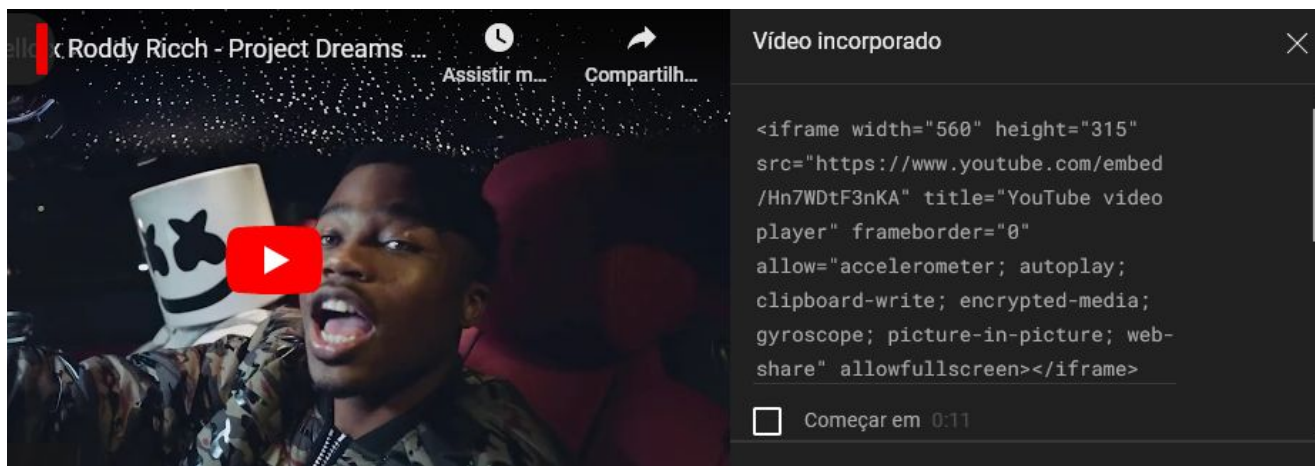 x Roddy Ricch - Project Dreams ...
Assistir m...
Compartilh...
Vídeo incorporado
<iframe width="560" height="315"
src="https://www.youtube.com/embed
/Hn7WDtF3nKA" title="YouTube video
player" frameborder="0"
allow="accelerometer; autoplay;
clipboard-write; encrypted-media;
gyroscope; picture-in-picture; web-
share" allowfullscreen></iframe>
Começar em 0:11